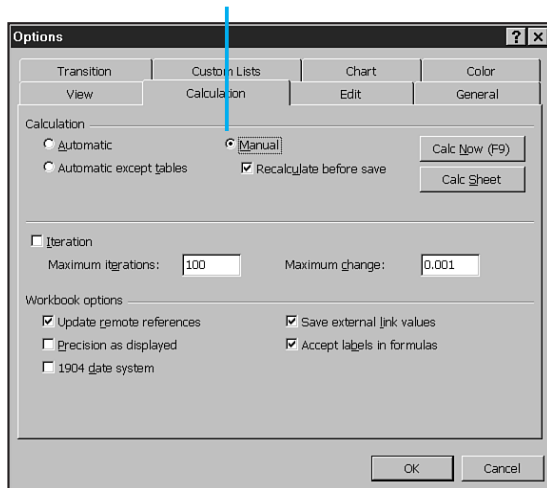 Options
Transition Custom Lists Chart Color
View Calculation Edit General
Calculation
Automatic Manual Calc Now (F9)
Automatic except tables Recalculate before save Calc Sheet
Iteration
Maximum iterations: 100 Maximum change: 0.001
Workbook options
Update remote references Save external link values
Precision as displayed Accept labels in formulas
1904 date system
OK Cancel